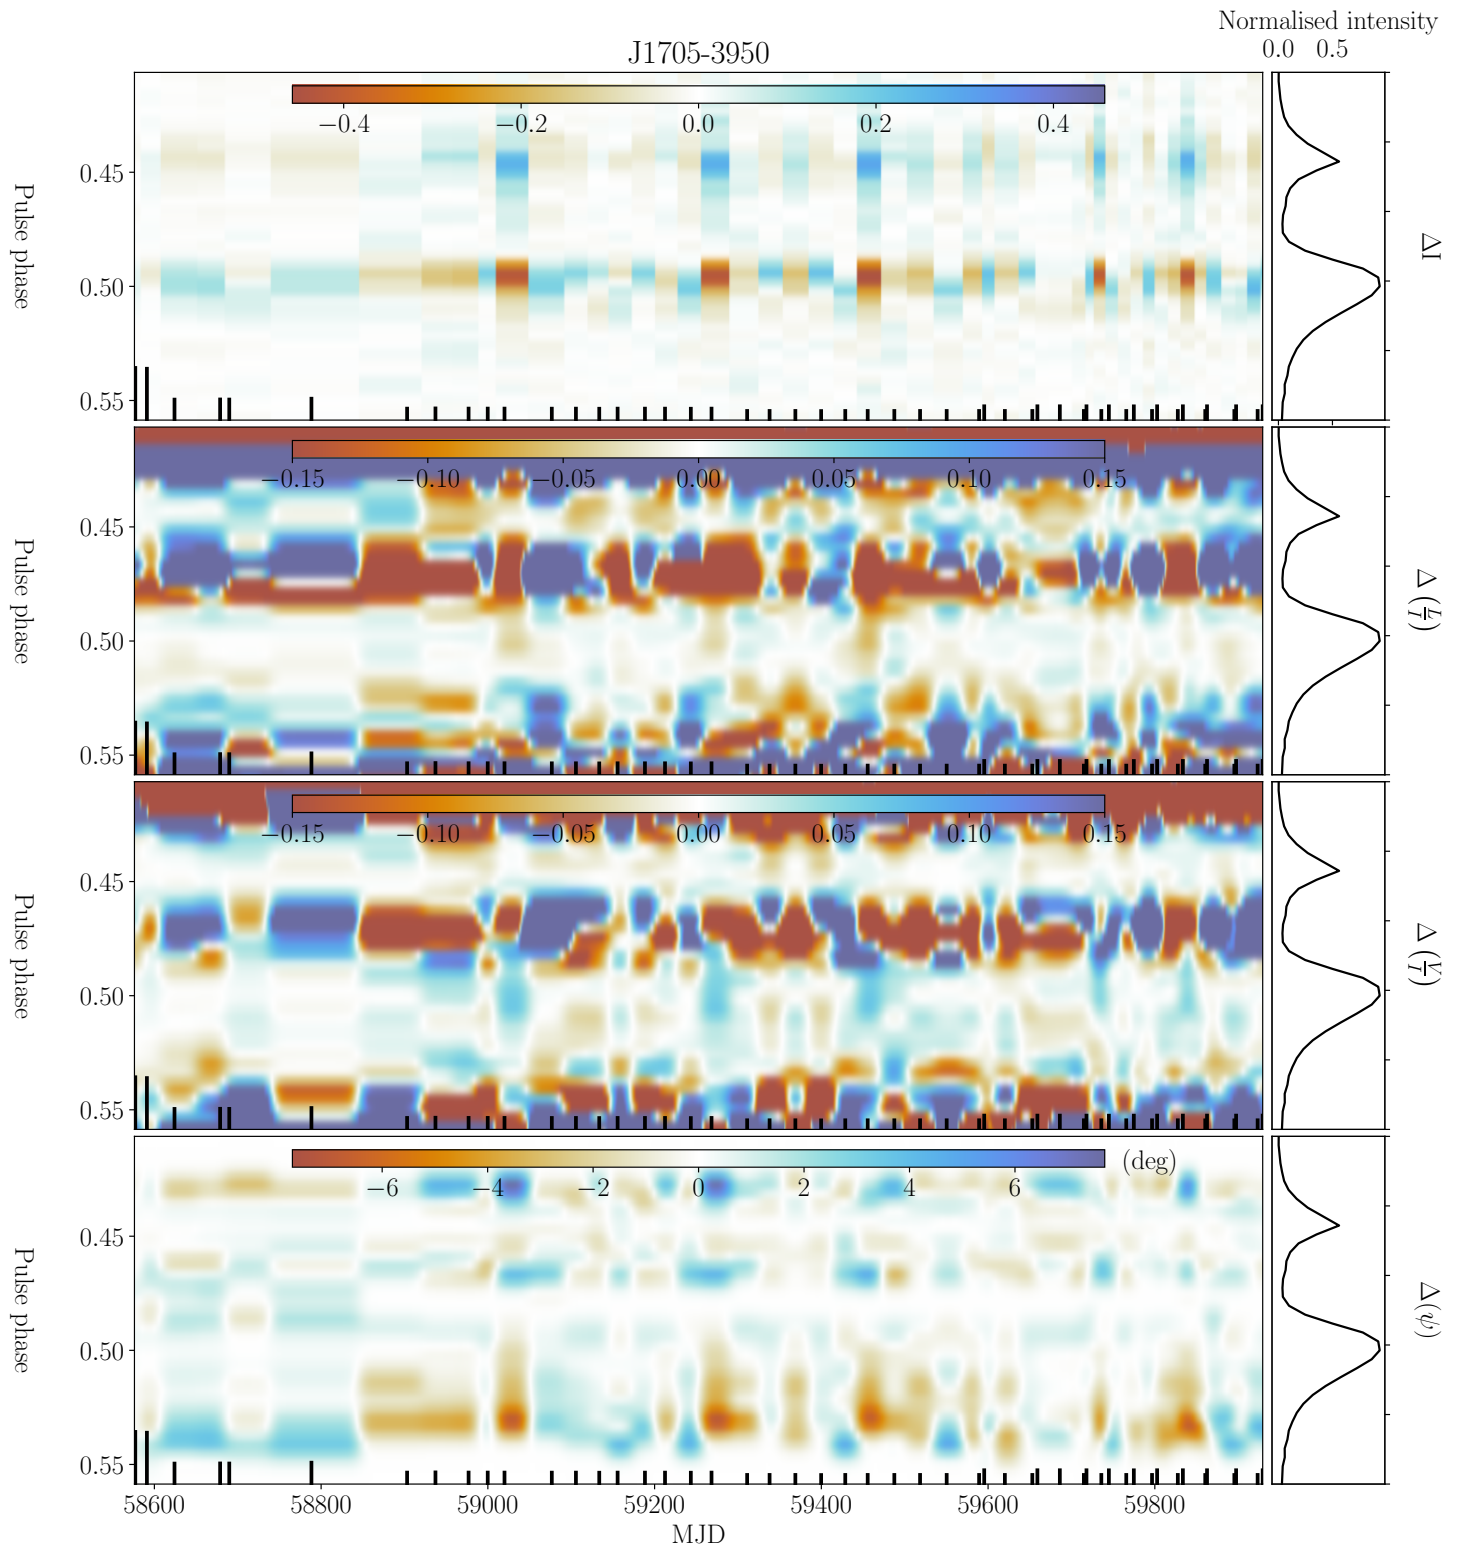 Normalised intensity
0.0 0.5
J1705-3950
−0.4 −0.2 0.0 0.2 0.4
0.45
0.50
0.55
Pulse phase
ΔI
−0.15 −0.10 −0.05 0.00 0.05 0.10 0.15
0.45
0.50
0.55
Pulse phase
Δ (L/I)
−0.15 −0.10 −0.05 0.00 0.05 0.10 0.15
0.45
0.50
0.55
Pulse phase
Δ (V/I)
(deg)
−6 −4 −2 0 2 4 6
0.45
0.50
0.55
Pulse phase
Δ(ψ)
58600 58800 59000 59200 59400 59600 59800
MJD